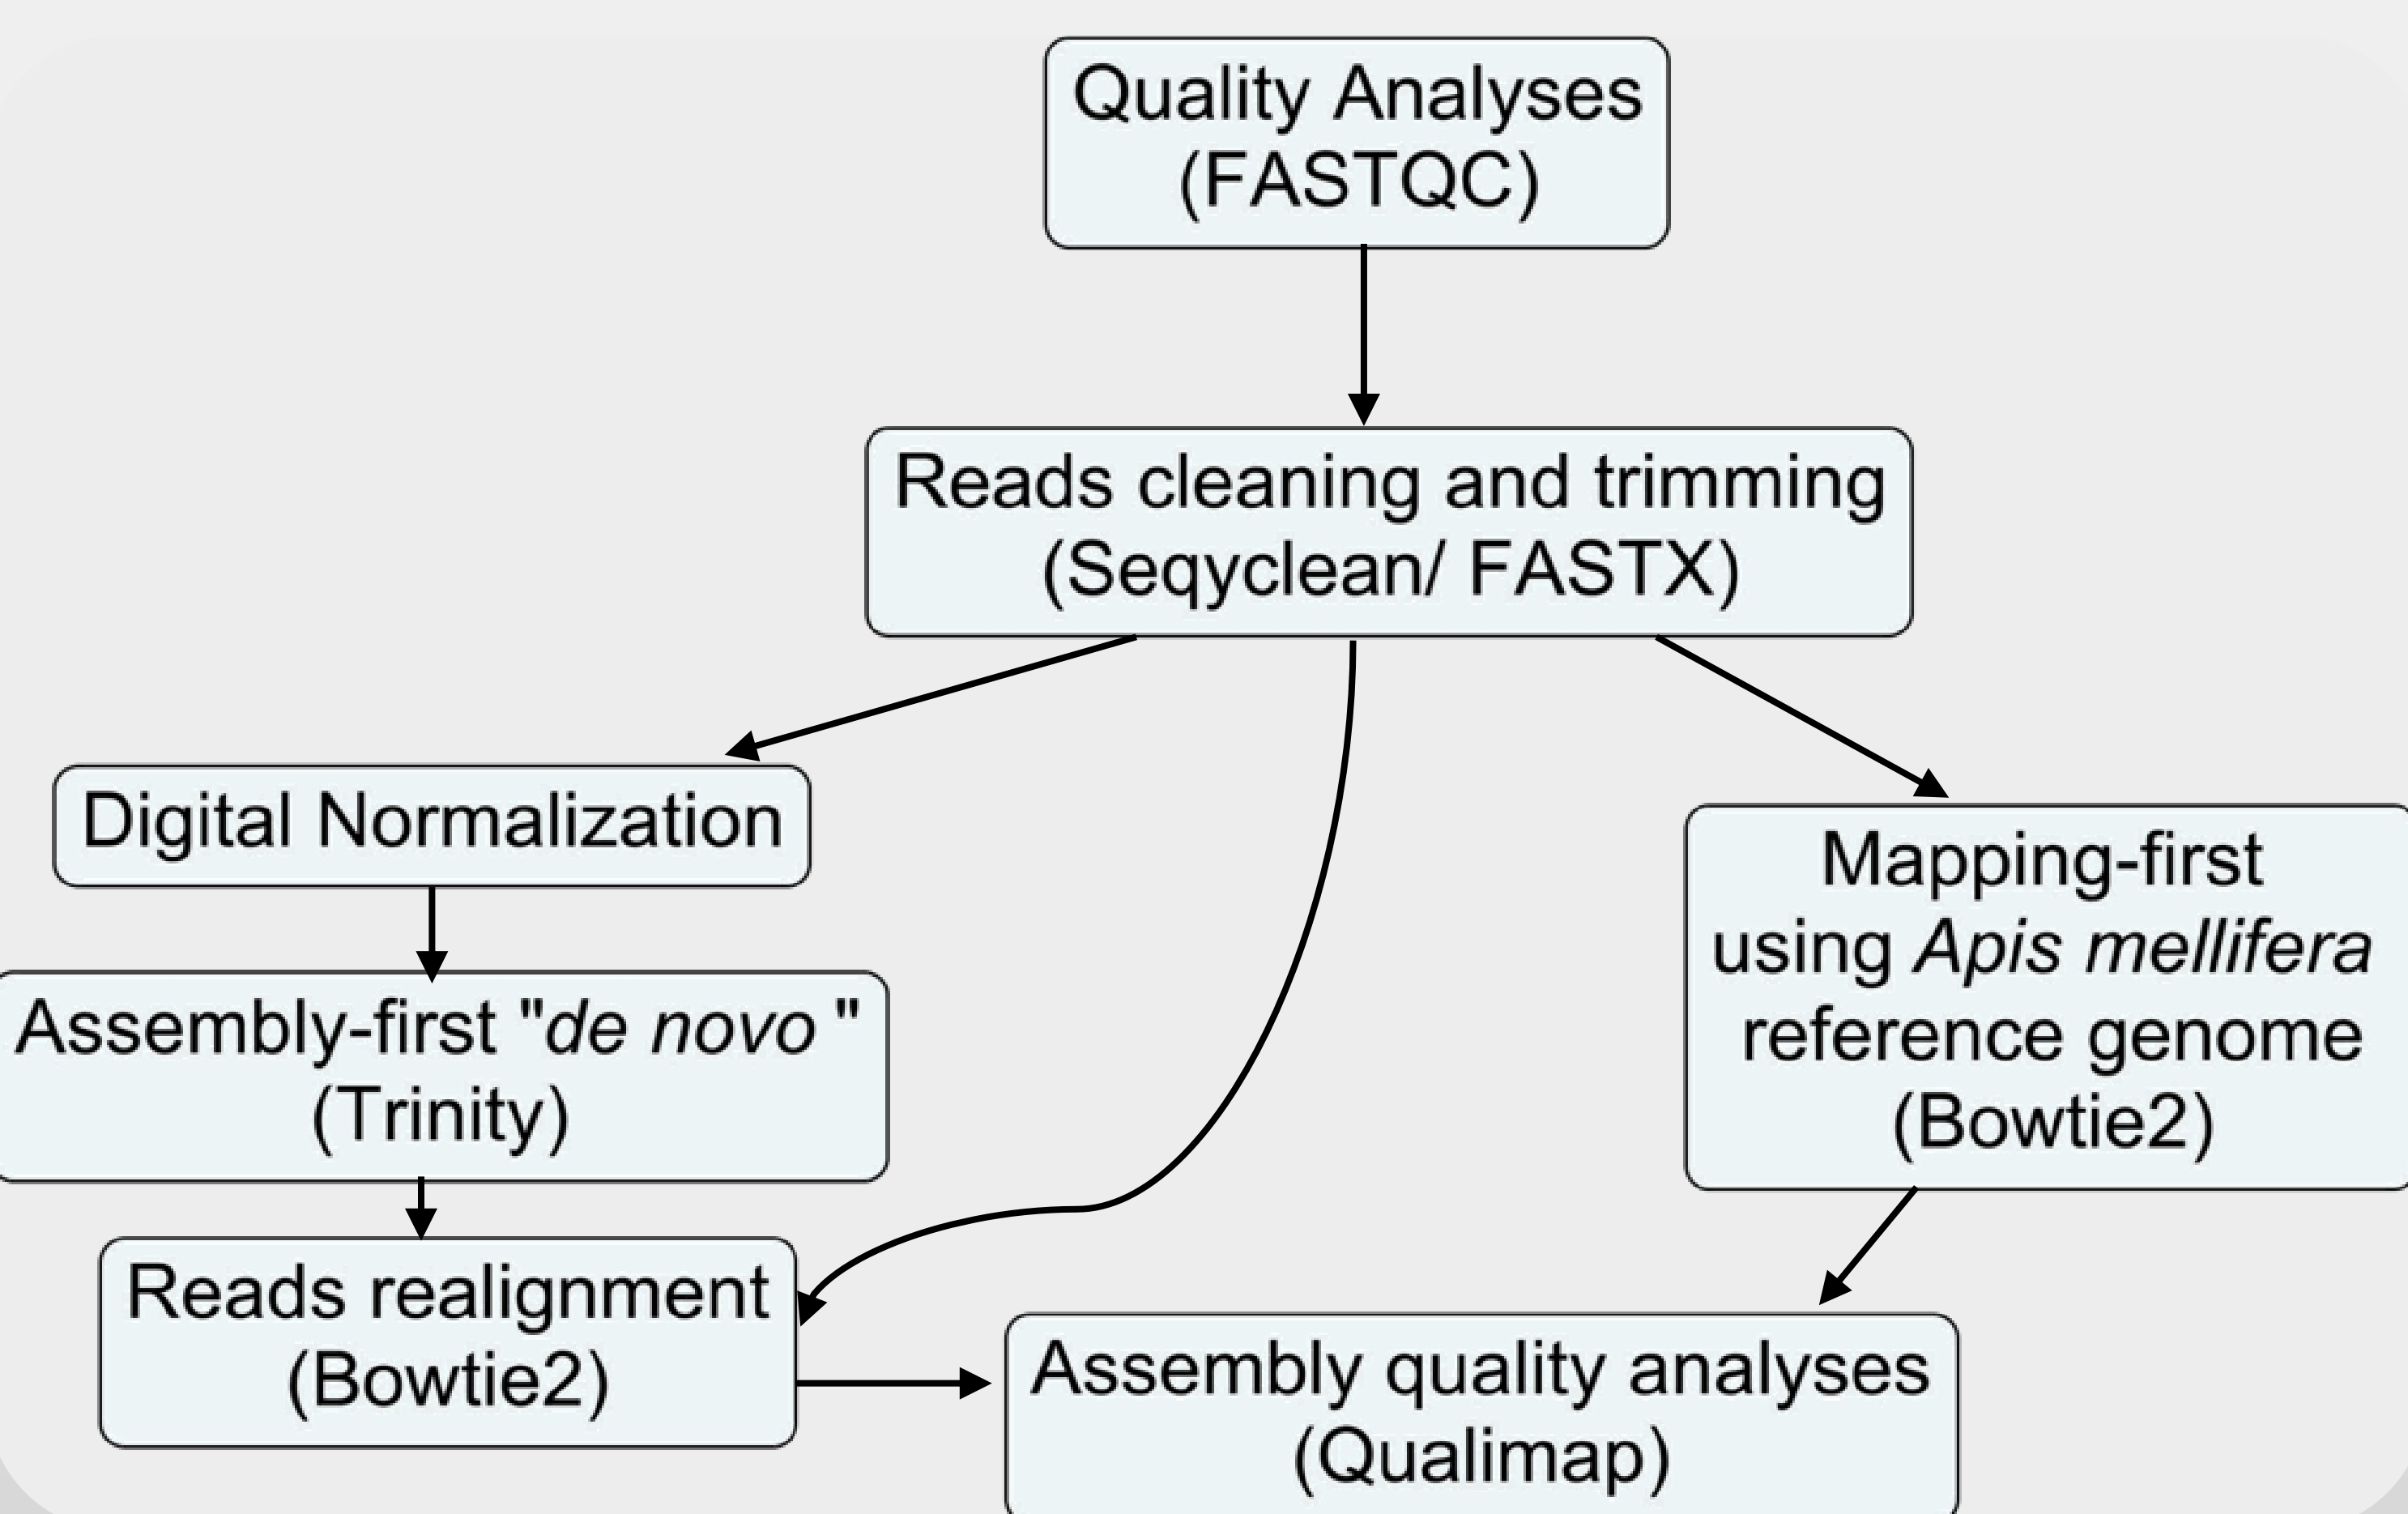 Quality Analyses
(FASTQC)
Reads cleaning and trimming
(Seqyclean/ FASTX)
Digital Normalization
Assembly-first "de novo "
(Trinity)
Reads realignment
(Bowtie2)
Mapping-first
using Apis mellifera
reference genome
(Bowtie2)
Assembly quality analyses
(Qualimap)